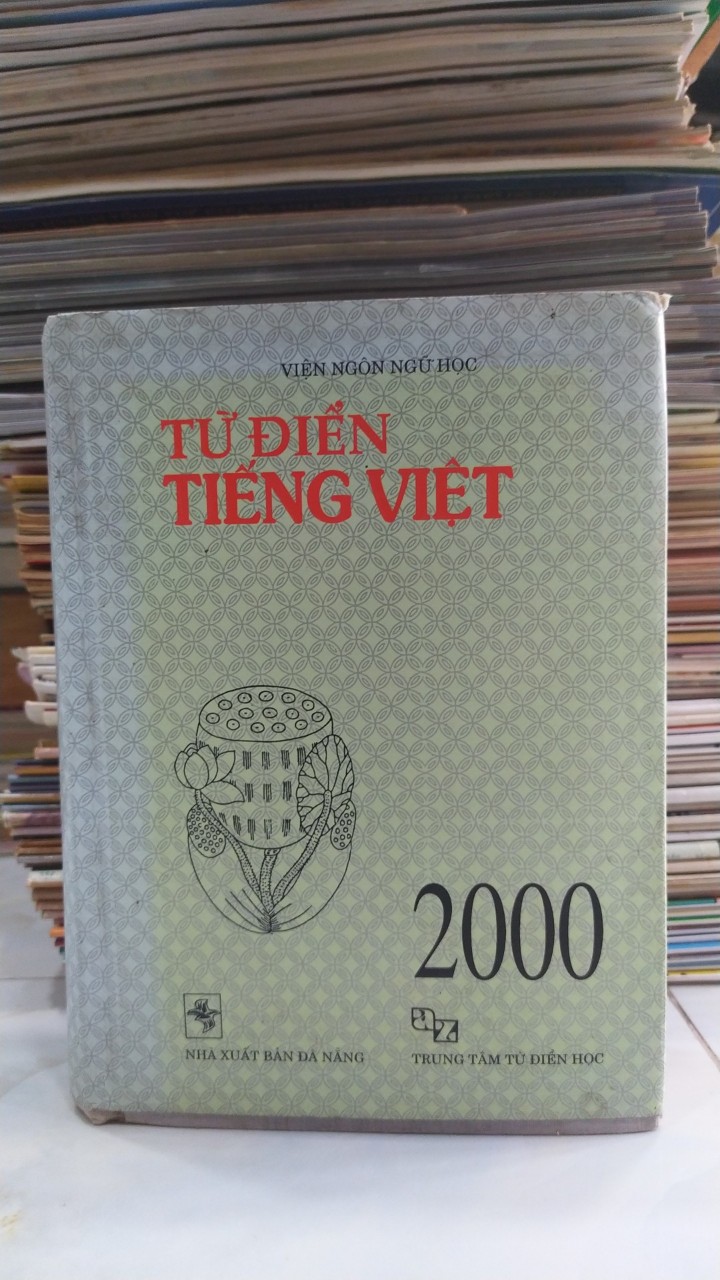 VIỆN NGÔN NGỮ HỌC
TỪ ĐIỂN
TIẾNG VIỆT
2000
az
NHÀ XUẤT BẢN ĐÀ NẴNG
TRUNG TÂM TỪ ĐIỂN HỌC